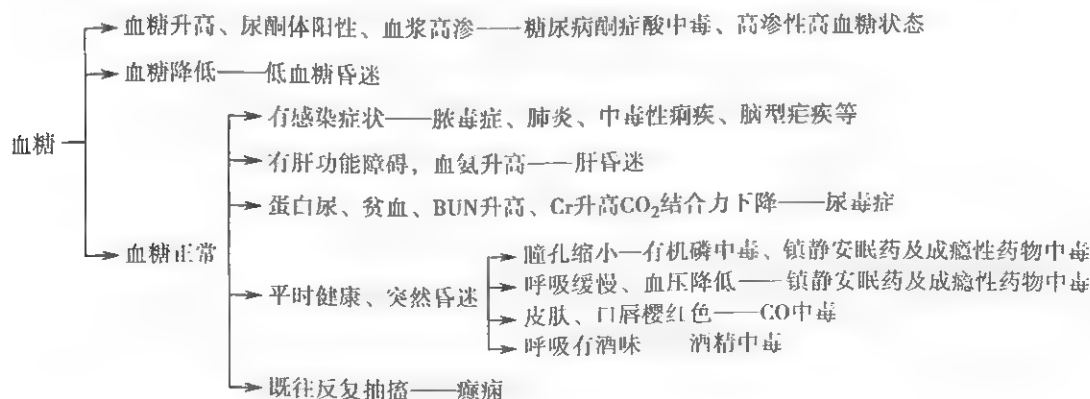 血糖升高、尿酮体阳性、血浆高渗——糖尿病酮症酸中毒、高渗性高血糖状态
血糖降低——低血糖昏迷
有感染症状——脓毒症、肺炎、中毒性痢疾、脑型疟疾等
血糖
有肝功能障碍，血氨升高——肝昏迷
蛋白尿、贫血、BUN升高、Cr升高CO₂结合力下降——尿毒症
血糖正常
瞳孔缩小—有机磷中毒、镇静安眠药及成瘾性药物中毒
呼吸缓慢、血压降低——镇静安眠药及成瘾性药物中毒
平时健康、突然昏迷
皮肤、口唇樱红色——CO中毒
呼吸有酒味 酒精中毒
既往反复抽搐——癫痫